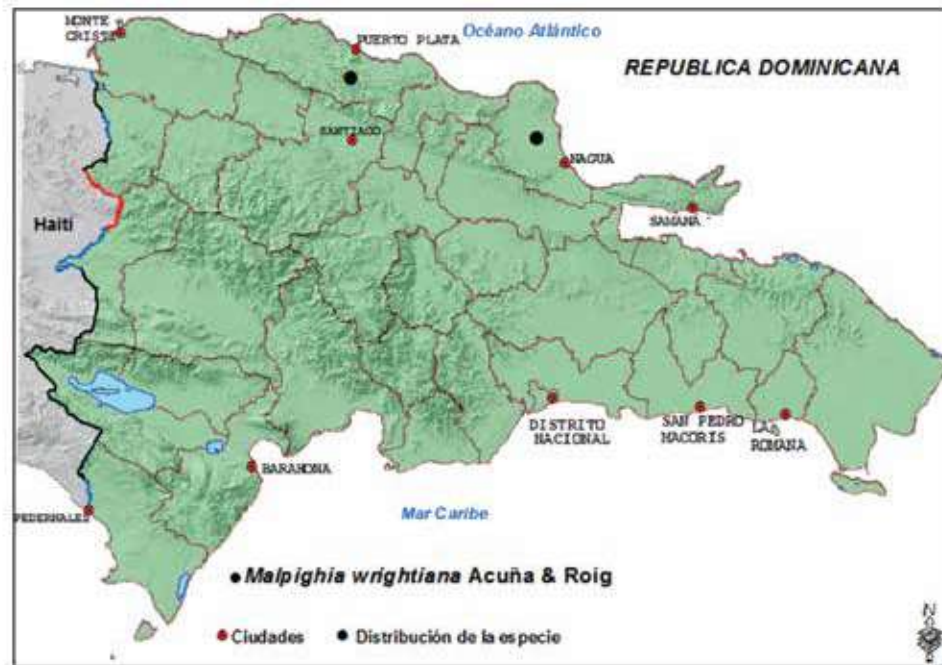 MONTE
CRISTI
PUERTO PLATA
Océano Atlántico
REPUBLICA DOMINICANA
SANTIAGO
NAGUA
SAMANA
Haití
DISTRITO
NACIONAL
SAN PEDRO
MACORIS
LA
ROMANA
BARAHONA
PEDERNALES
Mar Caribe
Malpighia wrightiana Acuña & Roig
Ciudades
Distribución de la especie
N